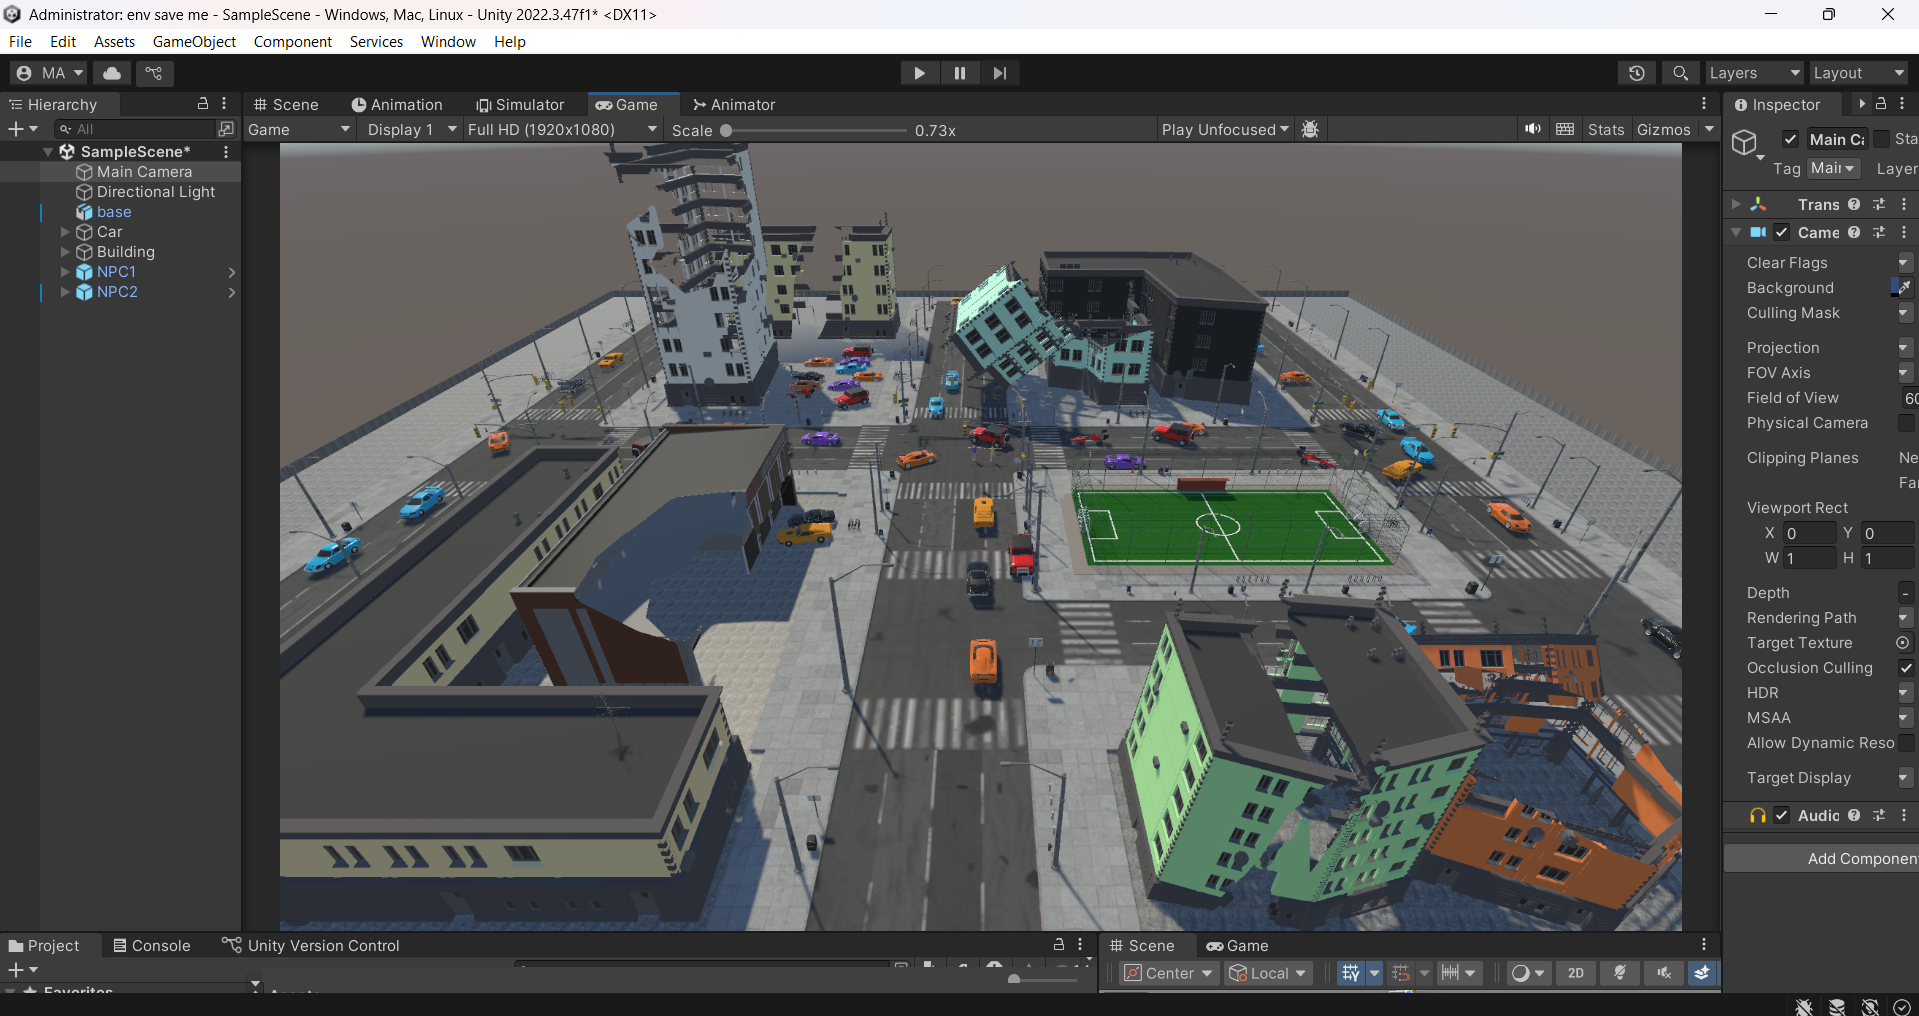 Administrator: env save me - SampleScene - Windows, Mac, Linux - Unity 2022.3.47f1* <DX11>
File Edit Assets GameObject Component Services Window Help
MA
Layers Layout
Hierarchy
Scene Animation Simulator Game Animator
Inspector
All
Game Display 1 Full HD (1920x1080) Scale 0.73x Play Unfocused Stats Gizmos
SampleScene*
Main Camera
Directional Light
base
Car
Building
NPC1
NPC2
Main Ca Sta
Tag Mair Layer
Trans
Came
Clear Flags
Background
Culling Mask
Projection
FOV Axis
Field of View 60
Physical Camera
Clipping Planes Ne
Fa
Viewport Rect
X 0 Y 0
W 1 H 1
Depth -
Rendering Path
Target Texture
Occlusion Culling
HDR
MSAA
Allow Dynamic Reso
Target Display
Audic
Add Componen
Project Console Unity Version Control
Scene Game
Center Local 2D
Favorites